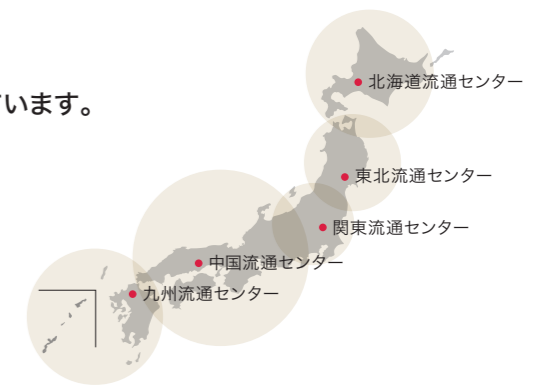 います。
北海道流通センター
東北流通センター
関東流通センター
中国流通センター
九州流通センター